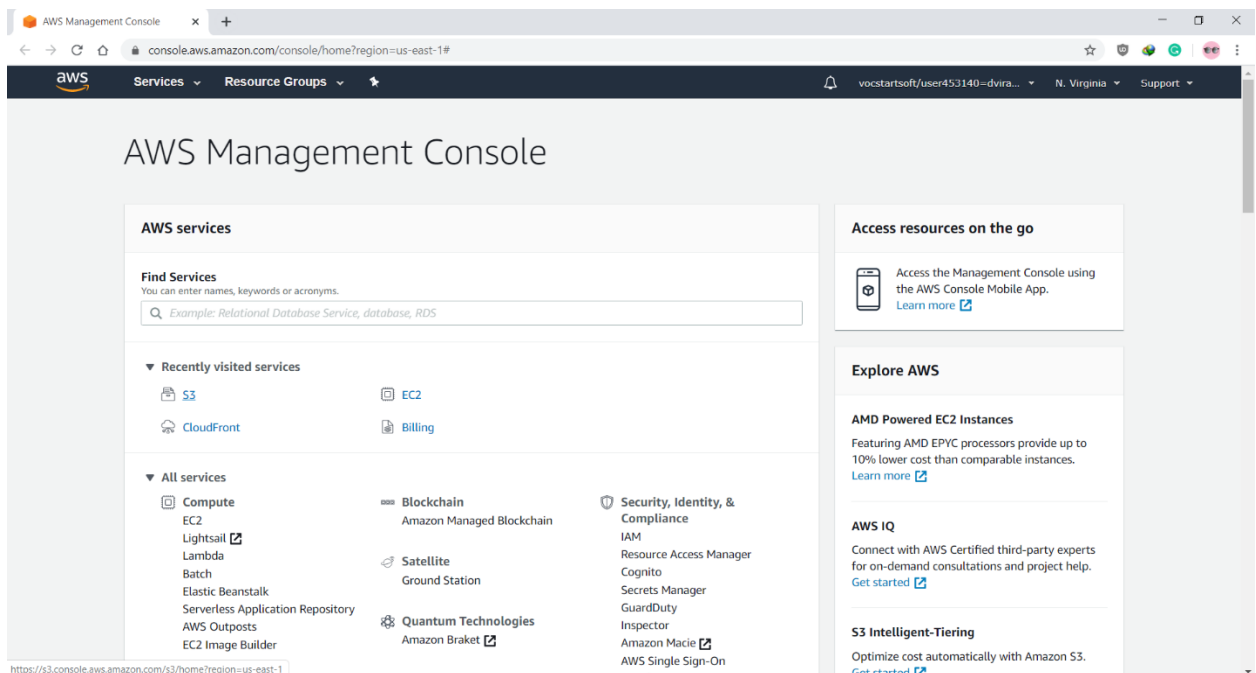 AWS Management Console
console.aws.amazon.com/console/home?region=us-east-1#
aws Services Resource Groups vocstartsoft/user453140=dvira... N. Virginia Support
AWS Management Console
AWS services
Find Services
You can enter names, keywords or acronyms.
Example: Relational Database Service, database, RDS
Recently visited services
S3 EC2
CloudFront Billing
All services
Compute
EC2
Lightsail
Lambda
Batch
Elastic Beanstalk
Serverless Application Repository
AWS Outposts
EC2 Image Builder
Blockchain
Amazon Managed Blockchain
Satellite
Ground Station
Quantum Technologies
Amazon Braket
Security, Identity, &
Compliance
IAM
Resource Access Manager
Cognito
Secrets Manager
GuardDuty
Inspector
Amazon Macie
AWS Single Sign-On
Access resources on the go
Access the Management Console using
the AWS Console Mobile App.
Learn more
Explore AWS
AMD Powered EC2 Instances
Featuring AMD EPYC processors provide up to
10% lower cost than comparable instances.
Learn more
AWS IQ
Connect with AWS Certified third-party experts
for on-demand consultations and project help.
Get started
S3 Intelligent-Tiering
Optimize cost automatically with Amazon S3.
Get started
https://s3.console.aws.amazon.com/s3/home?region=us-east-1